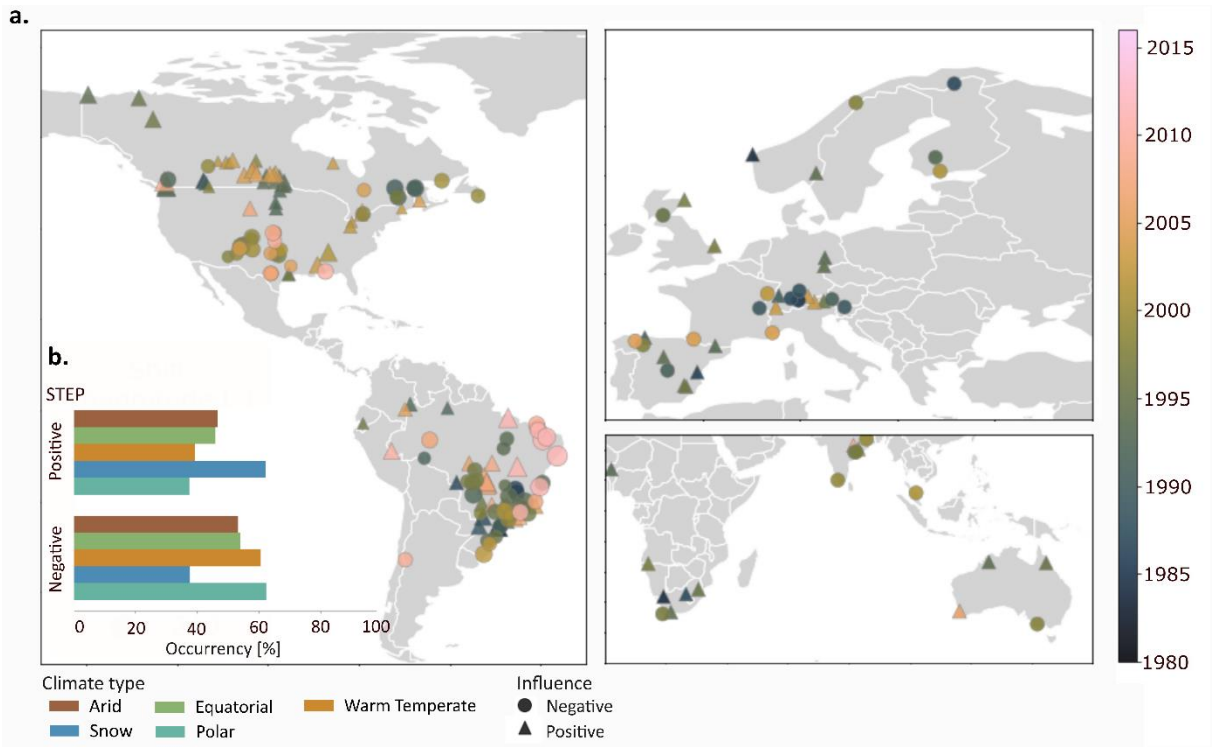 a.
2015
2010
2005
2000
1995
1990
1985
1980
b.
STEP
Positive
Negative
0 20 40 60 80 100
Occurrency [%]
Climate type
Arid
Equatorial
Warm Temperate
Snow
Polar
Influence
Negative
Positive